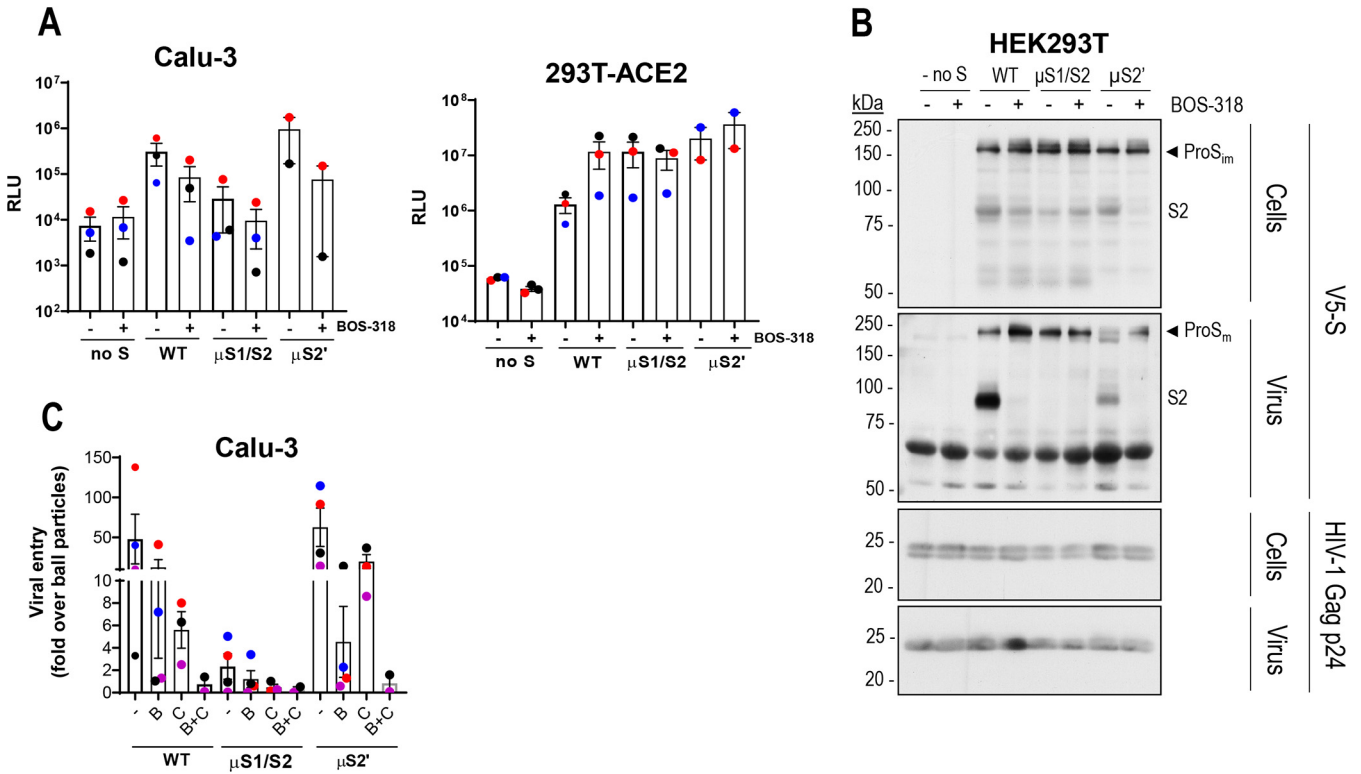 A
Calu-3
RLU
10^7
10^6
10^5
10^4
10^3
10^2
- + - + - + - + BOS-318
no S WT μS1/S2 μS2'
293T-ACE2
RLU
10^8
10^7
10^6
10^5
10^4
- + - + - + - + BOS-318
no S WT μS1/S2 μS2'
B
HEK293T
- no S WT μS1/S2 μS2'
kDa - + - + - + - + BOS-318
250 -
150 - ◄ ProSim
100 -
S2
75 -
50 -
Cells
250 - ◄ ProSm
150 -
100 -
S2
75 -
50 -
Virus
V5-S
25 -
20 -
Cells
25 -
20 -
Virus
HIV-1 Gag p24
C
Calu-3
Viral entry
(fold over bald particles)
150
100
50
8
6
4
2
0
- B C B+C - B C B+C - B C B+C
WT μS1/S2 μS2'